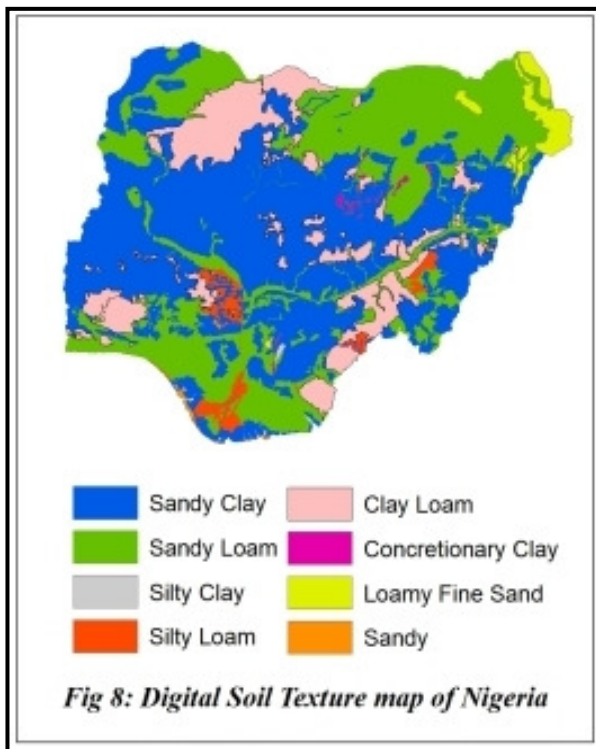 Sandy Clay
Sandy Loam
Silty Clay
Silty Loam
Clay Loam
Concretionary Clay
Loamy Fine Sand
Sandy
Fig 8: Digital Soil Texture map of Nigeria